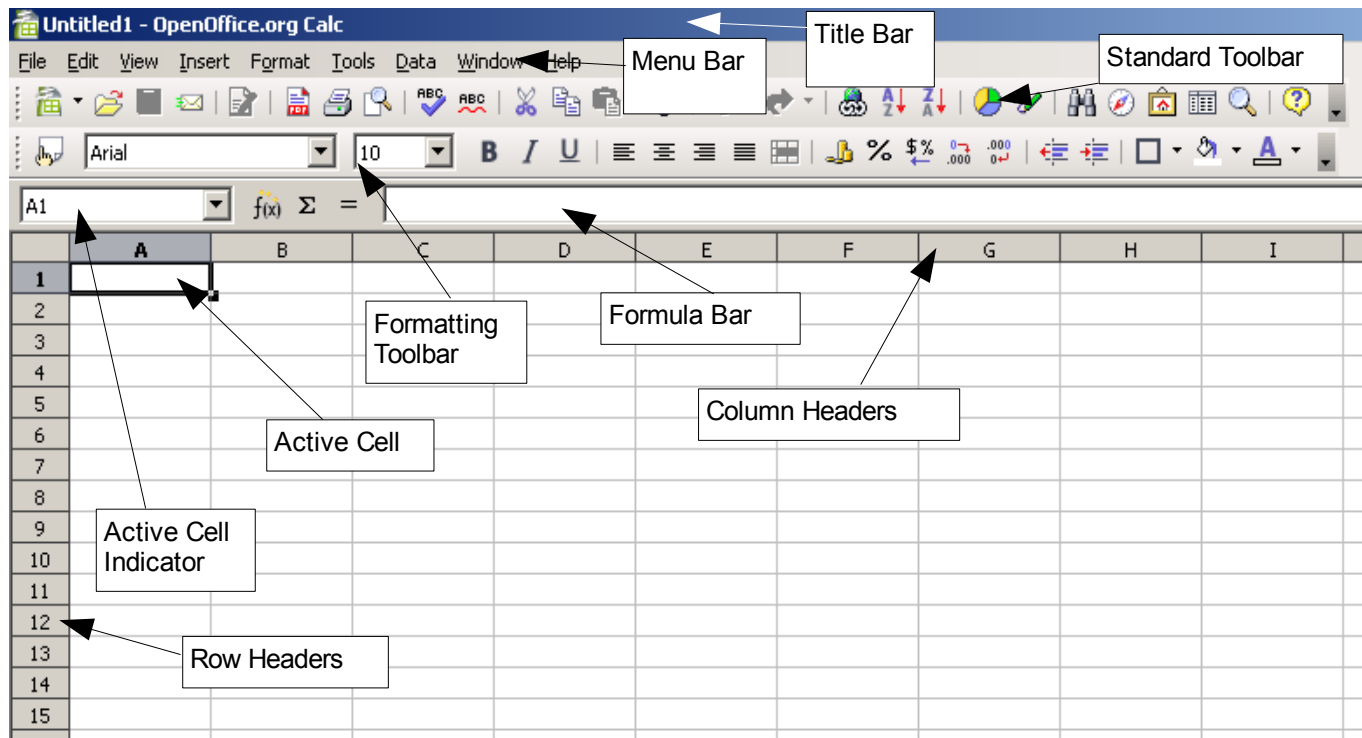 Untitled1 - OpenOffice.org Calc
Title Bar
File Edit View Insert Format Tools Data Window Help
Menu Bar
Standard Toolbar
ABC ABC
Arial
10
B I U
A1
f(x) Σ =
A B C D E F G H I
1
2
3
4
5
6
7
8
9
10
11
12
13
14
15
Formatting
Toolbar
Formula Bar
Column Headers
Active Cell
Active Cell
Indicator
Row Headers